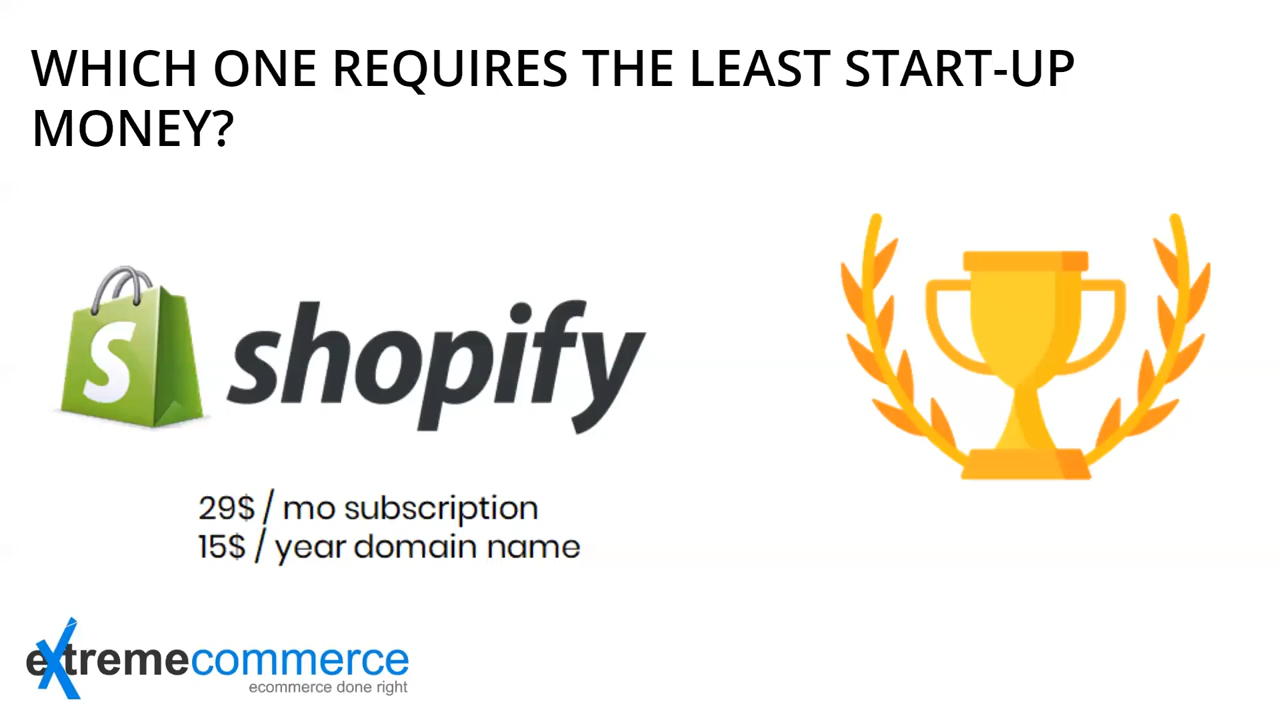 WHICH ONE REQUIRES THE LEAST START-UP
MONEY?
S
shopify
29$ / mo subscription
15$ / year domain name
extremecommerce
ecommerce done right